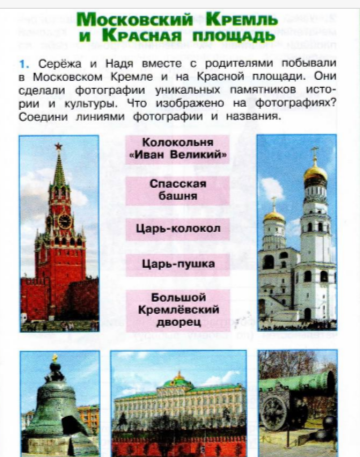 Московский Кремль
и Красная площадь
1. Серёжа и Надя вместе с родителями побывали
в Московском Кремле и на Красной площади. Они
сделали фотографии уникальных памятников исто-
рии и культуры. Что изображено на фотографиях?
Соедини линиями фотографии и названия.
Колокольня
«Иван Великий»
Спасская
башня
Царь-колокол
Царь-пушка
Большой
Кремлёвский
дворец